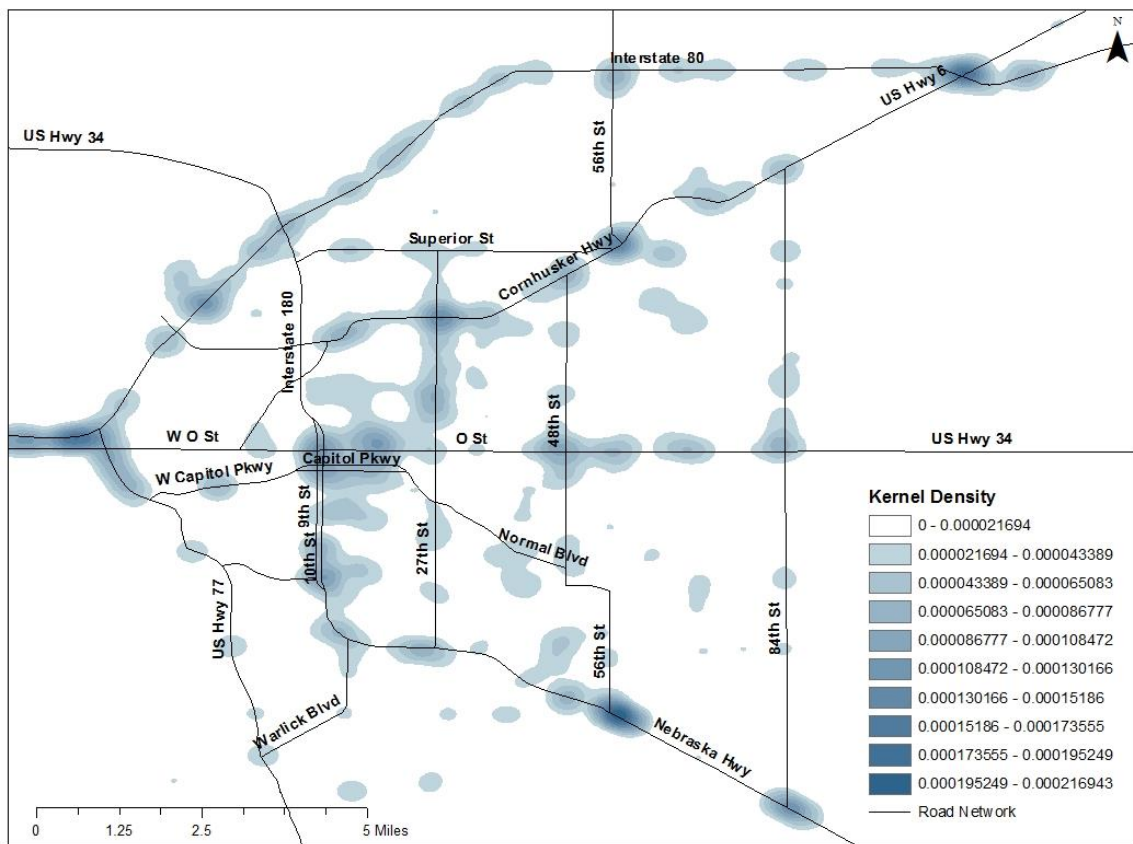 N
Interstate 80
US Hwy 6
US Hwy 34
56th St
Superior St
Cornhusker Hwy
Interstate 180
48th St
W O St
O St
US Hwy 34
Capitol Pkwy
W Capitol Pkwy
9th St
10th St
27th St
Normal Blvd
US Hwy 77
84th St
56th St
Warlick Blvd
Nebraska Hwy
Kernel Density
0 - 0.000021694
0.000021694 - 0.000043389
0.000043389 - 0.000065083
0.000065083 - 0.000086777
0.000086777 - 0.000108472
0.000108472 - 0.000130166
0.000130166 - 0.00015186
0.00015186 - 0.000173555
0.000173555 - 0.000195249
0.000195249 - 0.000216943
Road Network
0 1.25 2.5 5 Miles